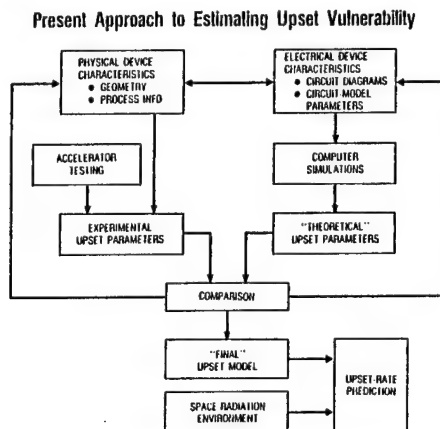 Present Approach to Estimating Upset Vulnerability
PHYSICAL DEVICE
CHARACTERISTICS
● GEOMETRY
● PROCESS INFO
ELECTRICAL DEVICE
CHARACTERISTICS
● CIRCUIT DIAGRAMS
● CIRCUIT-MODEL
PARAMETERS
ACCELERATOR
TESTING
COMPUTER
SIMULATIONS
EXPERIMENTAL
UPSET PARAMETERS
"THEORETICAL"
UPSET PARAMETERS
COMPARISON
"FINAL"
UPSET MODEL
UPSET-RATE
PREDICTION
SPACE RADIATION
ENVIRONMENT